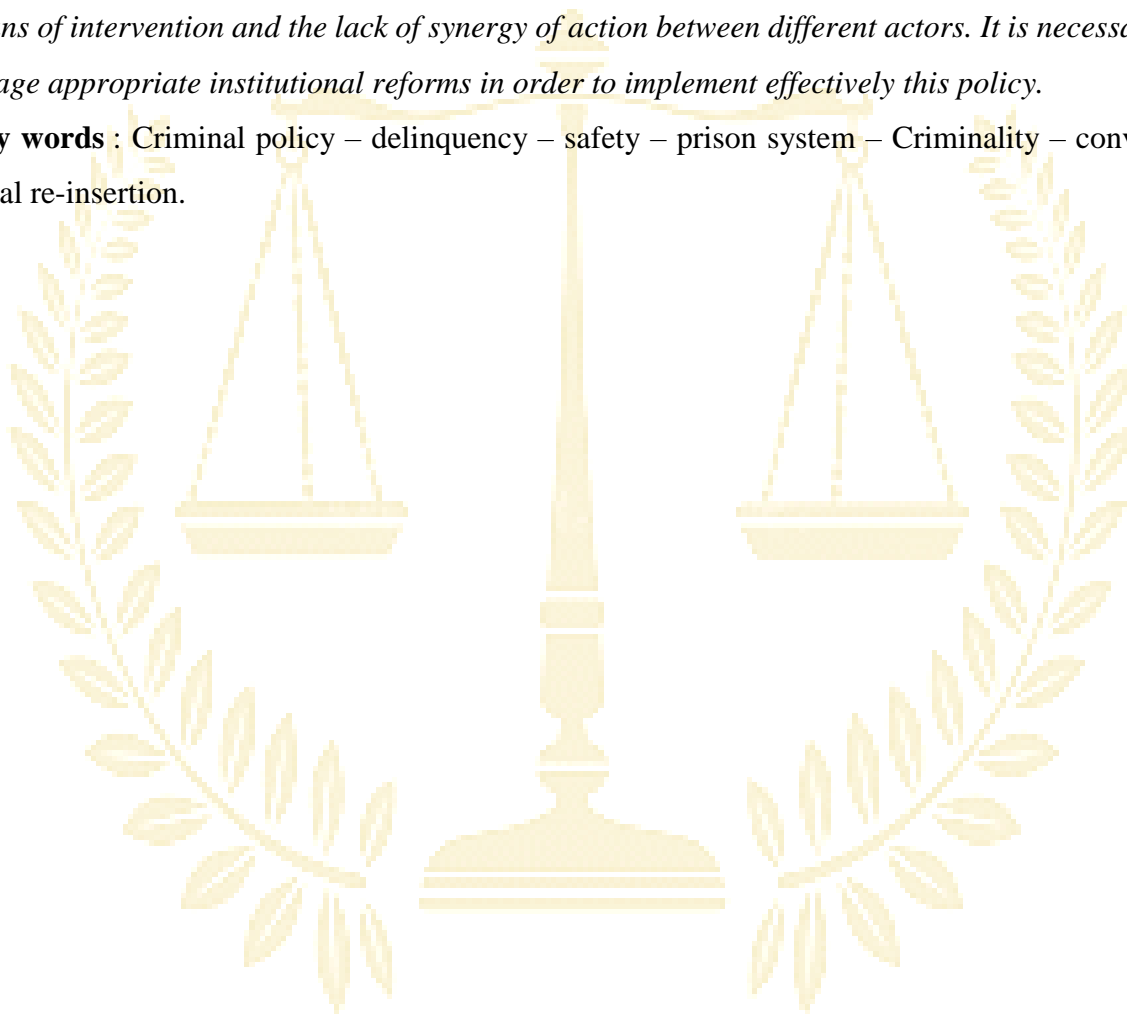 ns of intervention and the lack of synergy of action between different actors. It is necessa
age appropriate institutional reforms in order to implement effectively this policy.
y words : Criminal policy – delinquency – safety – prison system – Criminality – conv
al re-insertion.